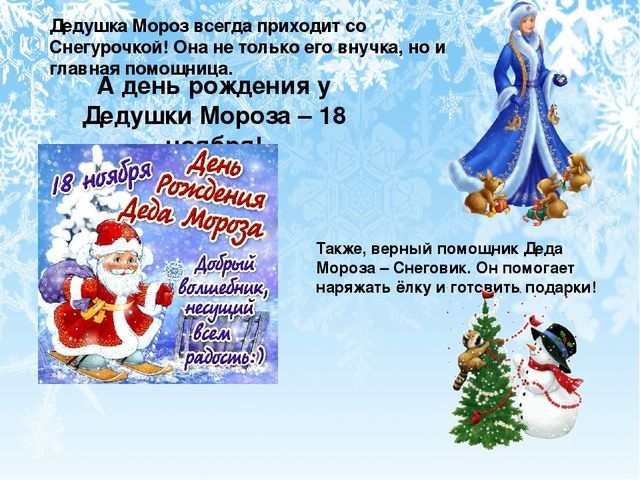 Дедушка Мороз всегда приходит со
Снегурочкой! Она не только его внучка, но и
главная помощница.
А день рождения у
Дедушки Мороза – 18
ноября!
18 ноября
День
Рождения
Деда Мороза
Добрый
волшебник,
несущий
всем
радость:)
Также, верный помощник Деда
Мороза – Снеговик. Он помогает
наряжать ёлку и готовить подарки!